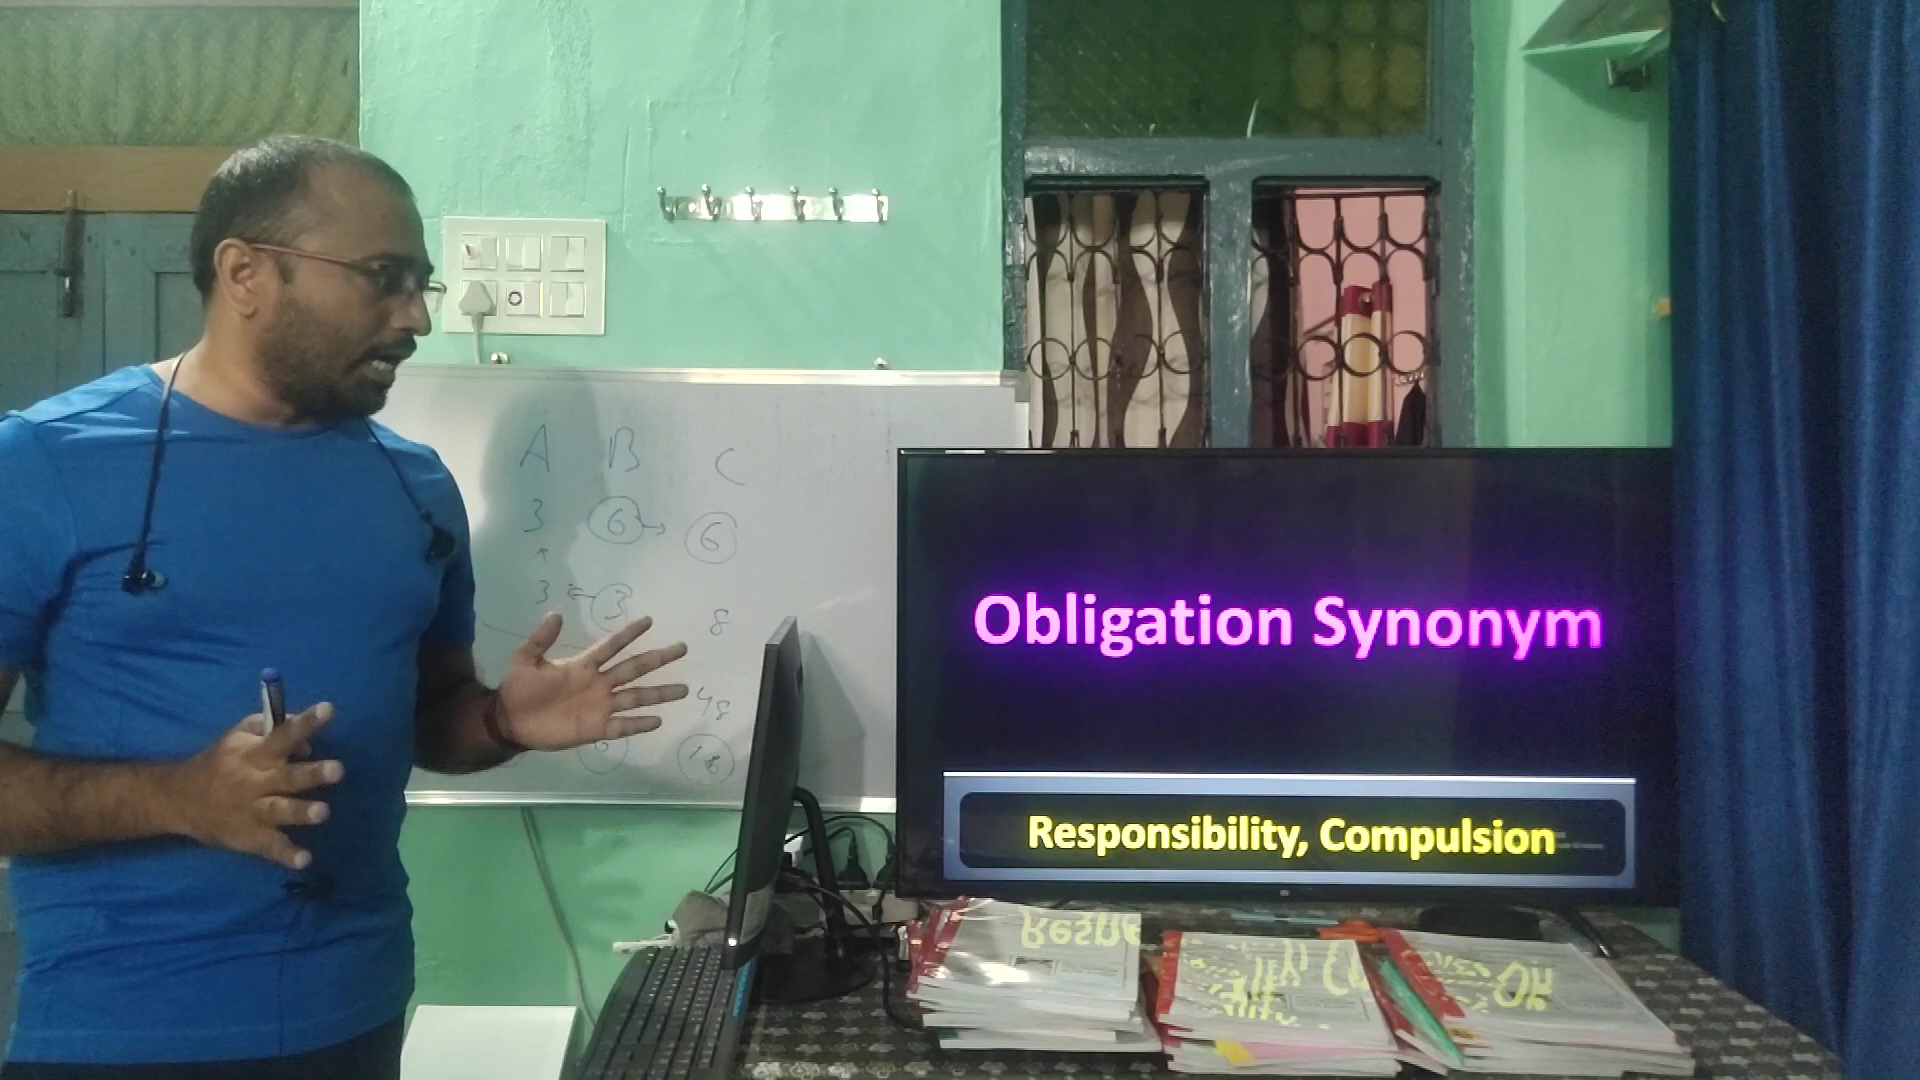 A B C
3 6 6
3 3 8
48
18
Obligation Synonym
Responsibility, Compulsion